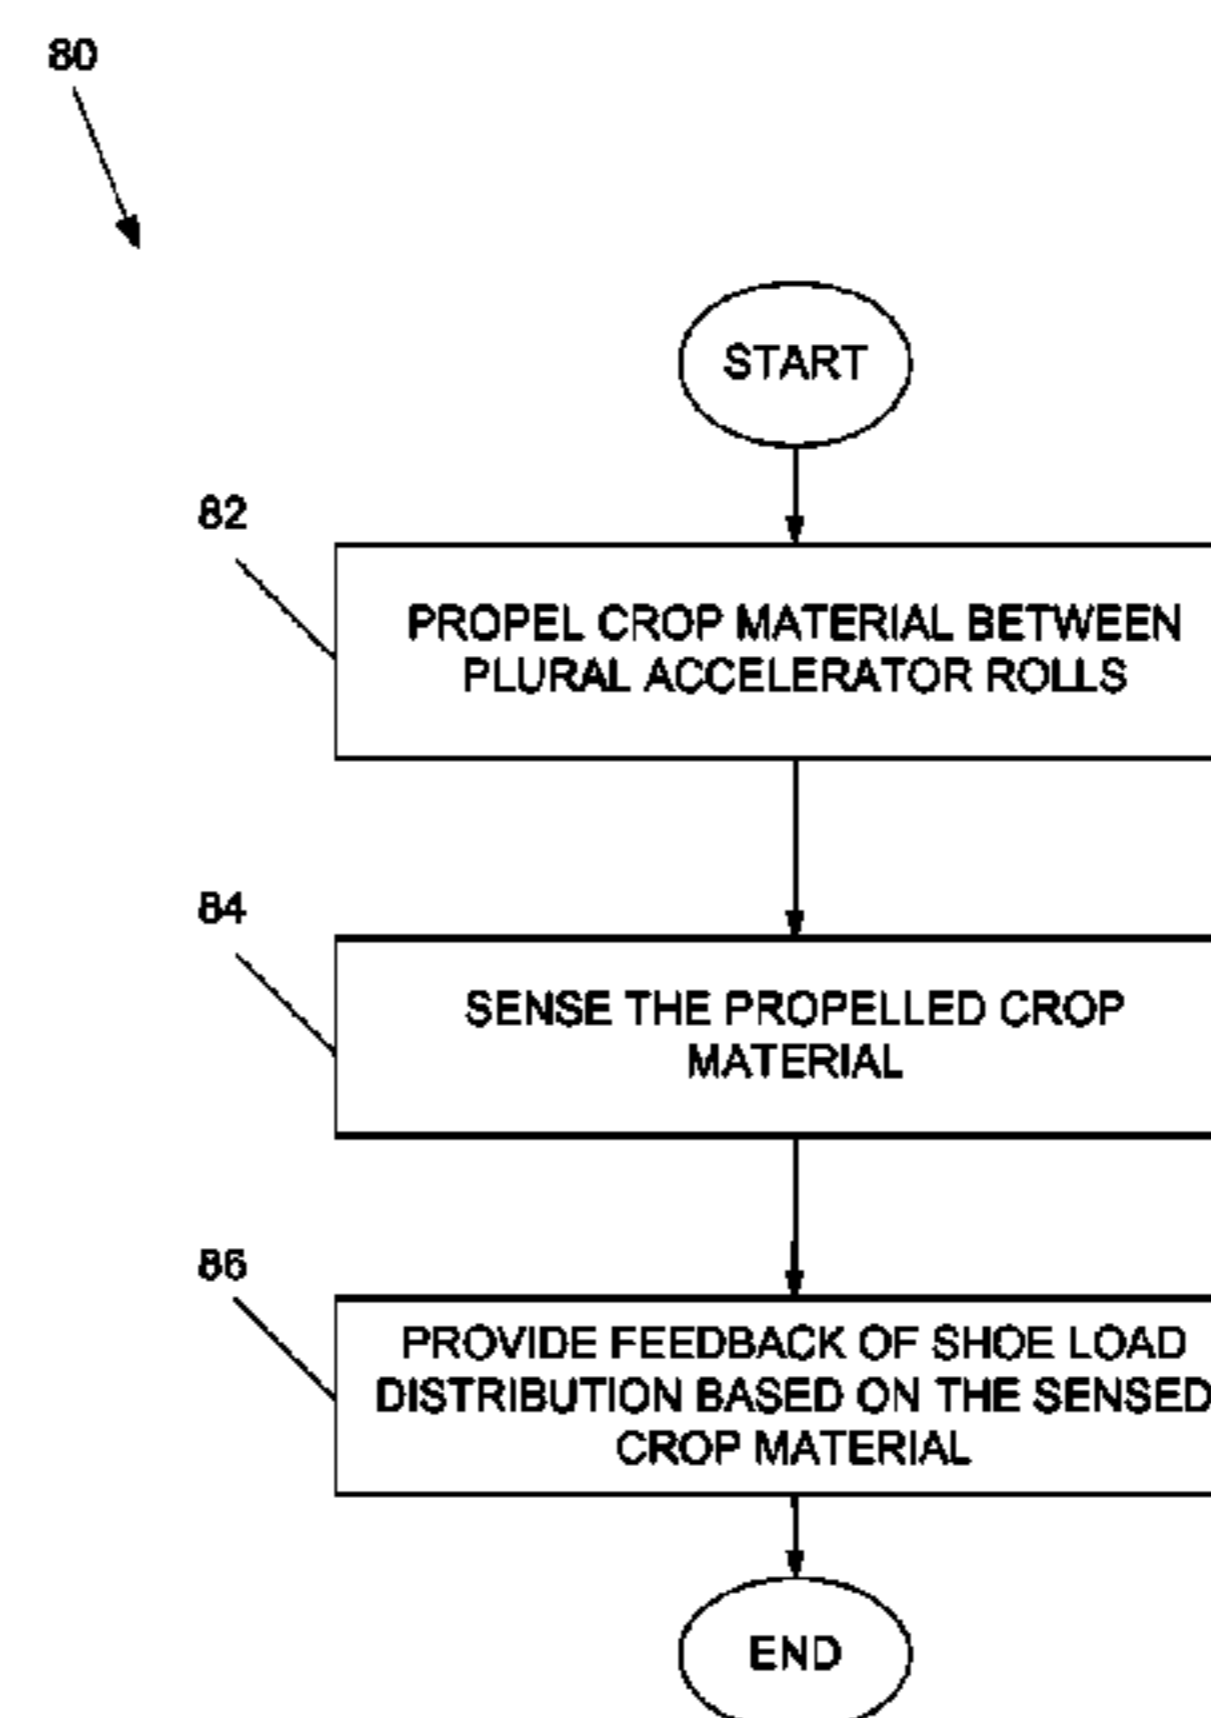 80
START
82
PROPEL CROP MATERIAL BETWEEN
PLURAL ACCELERATOR ROLLS
84
SENSE THE PROPELLED CROP
MATERIAL
86
PROVIDE FEEDBACK OF SHOE LOAD
DISTRIBUTION BASED ON THE SENSED
CROP MATERIAL
END